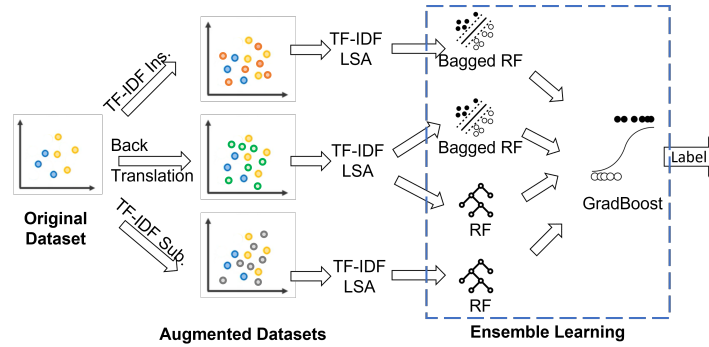 TF-IDF Ins.
TF-IDF
LSA
Bagged RF
Back
Translation
TF-IDF
LSA
Bagged RF
RF
GradBoost
Label
Original
Dataset
TF-IDF Sub.
TF-IDF
LSA
RF
Augmented Datasets
Ensemble Learning